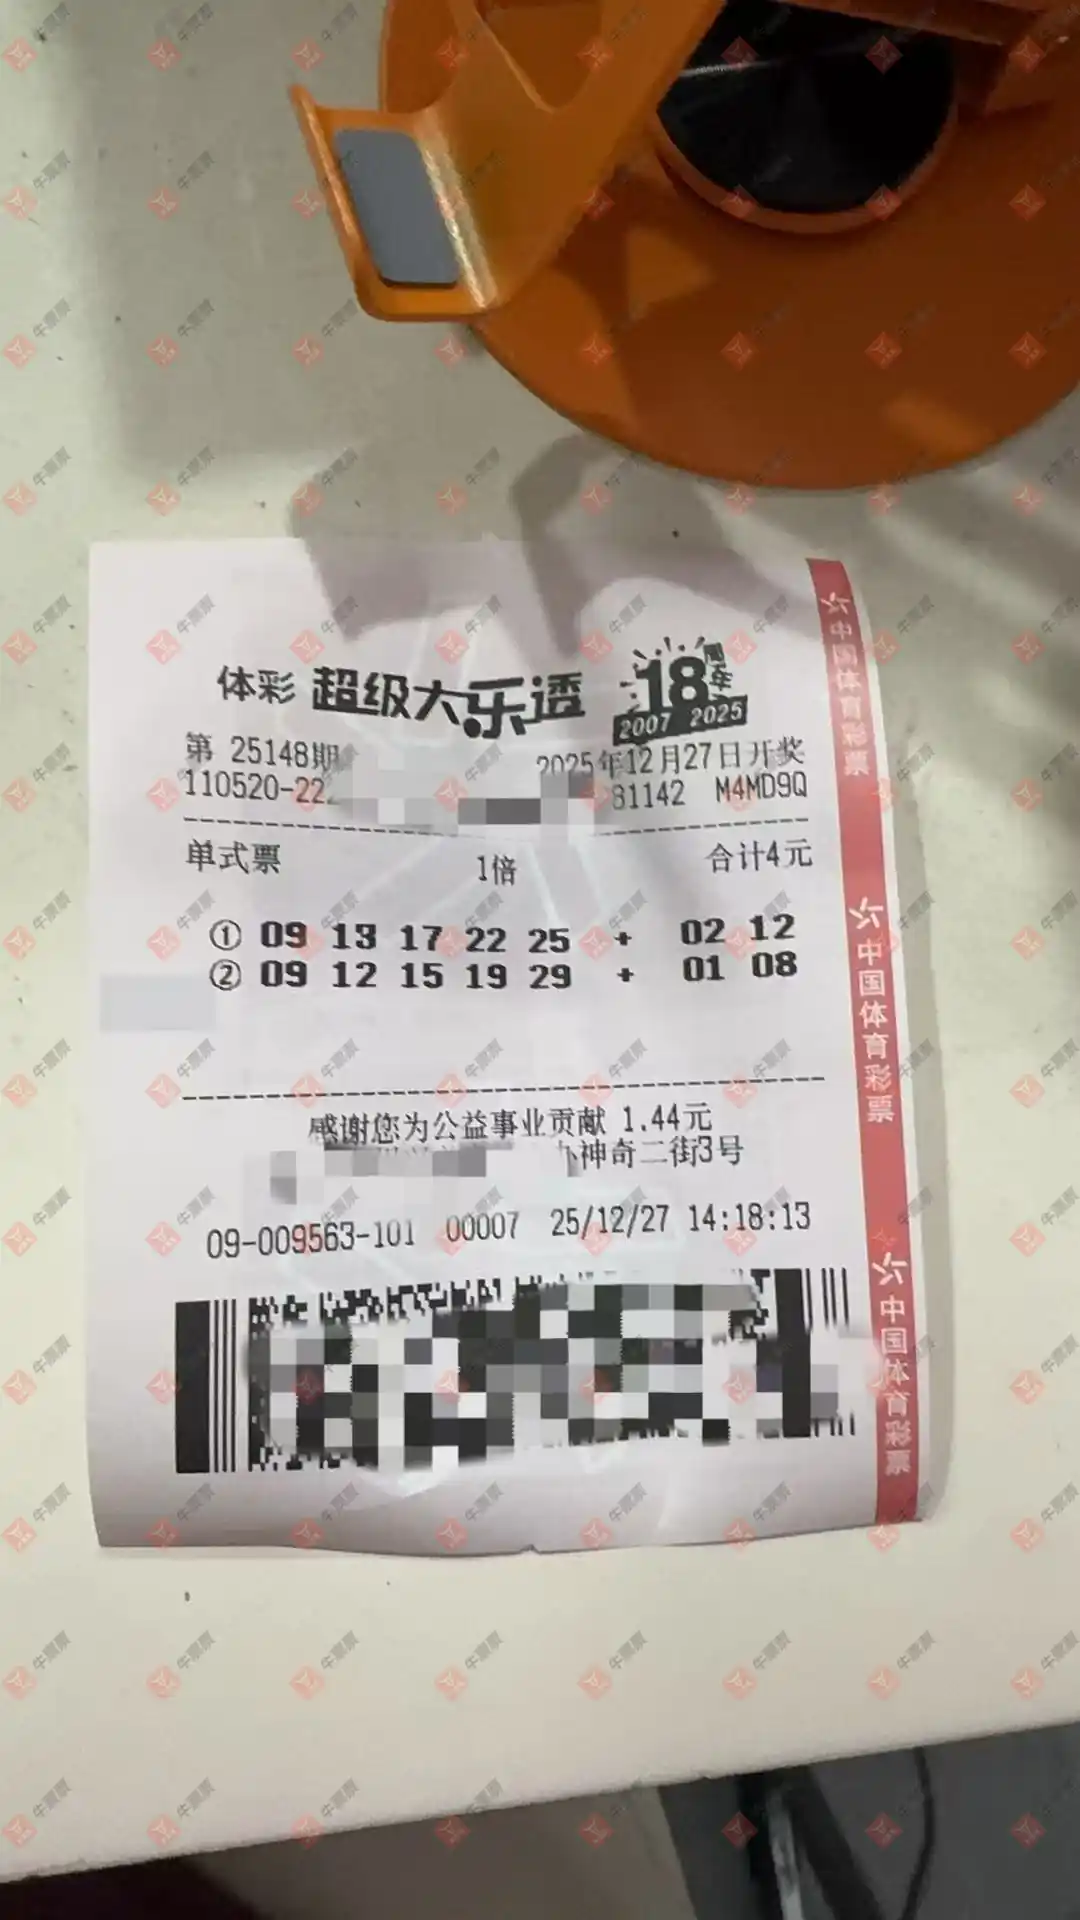 体彩 超级大乐透 18周年
2007 2025
第 25148期 2025年12月27日开奖
110520-22 81142 M4MD9Q
单式票 1倍 合计4元
① 09 13 17 22 25 + 02 12
② 09 12 15 19 29 + 01 08
感谢您为公益事业贡献 1.44元
神奇二街3号
09-009563-101 00007 25/12/27 14:18:13
中国体育彩票
中国体育彩票
中国体育彩票
牛票票